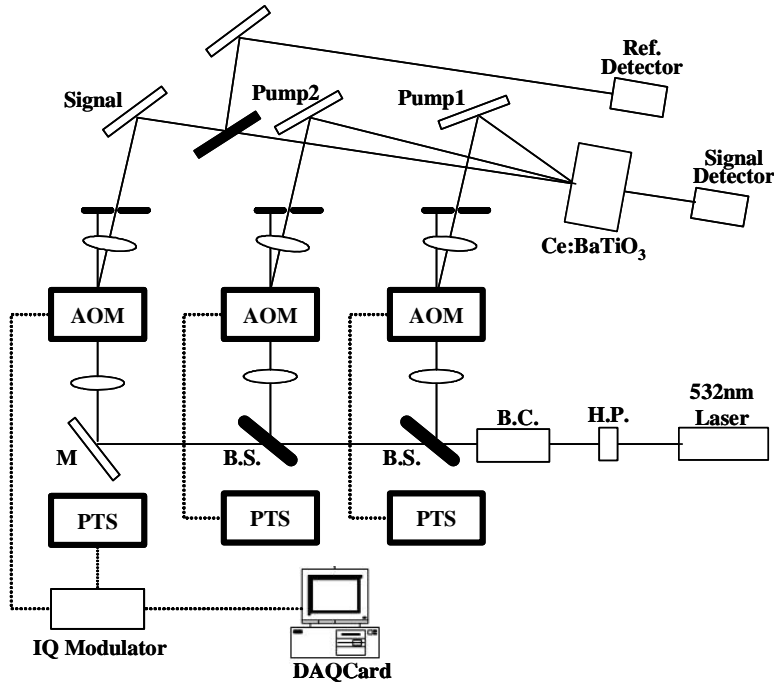 Ref.
Detector
Signal
Pump2
Pump1
Signal
Detector
Ce:BaTiO3
AOM
AOM
AOM
532nm
Laser
H.P.
B.C.
M
B.S.
B.S.
PTS
PTS
PTS
IQ Modulator
DAQCard